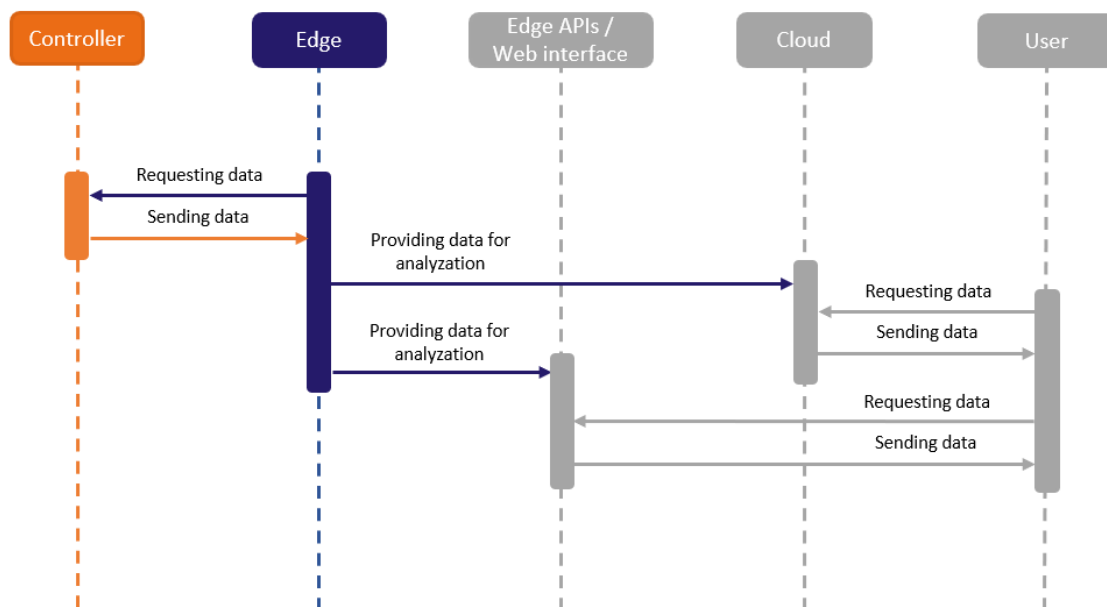 Controller
Edge
Edge APIs /
Web interface
Cloud
User
Requesting data
Sending data
Providing data for
analyzation
Requesting data
Sending data
Providing data for
analyzation
Requesting data
Sending data